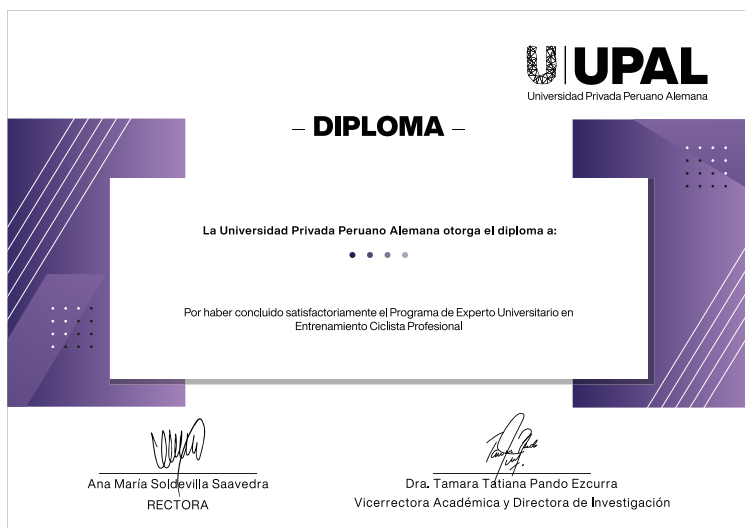 UPAL
Universidad Privada Peruano Alemana
– DIPLOMA –
La Universidad Privada Peruano Alemana otorga el diploma a:
Por haber concluido satisfactoriamente el Programa de Experto Universitario en
Entrenamiento Ciclista Profesional
Ana María Soldevilla Saavedra
RECTORA
Dra. Tamara Tatiana Pando Ezcurra
Vicerrectora Académica y Directora de Investigación